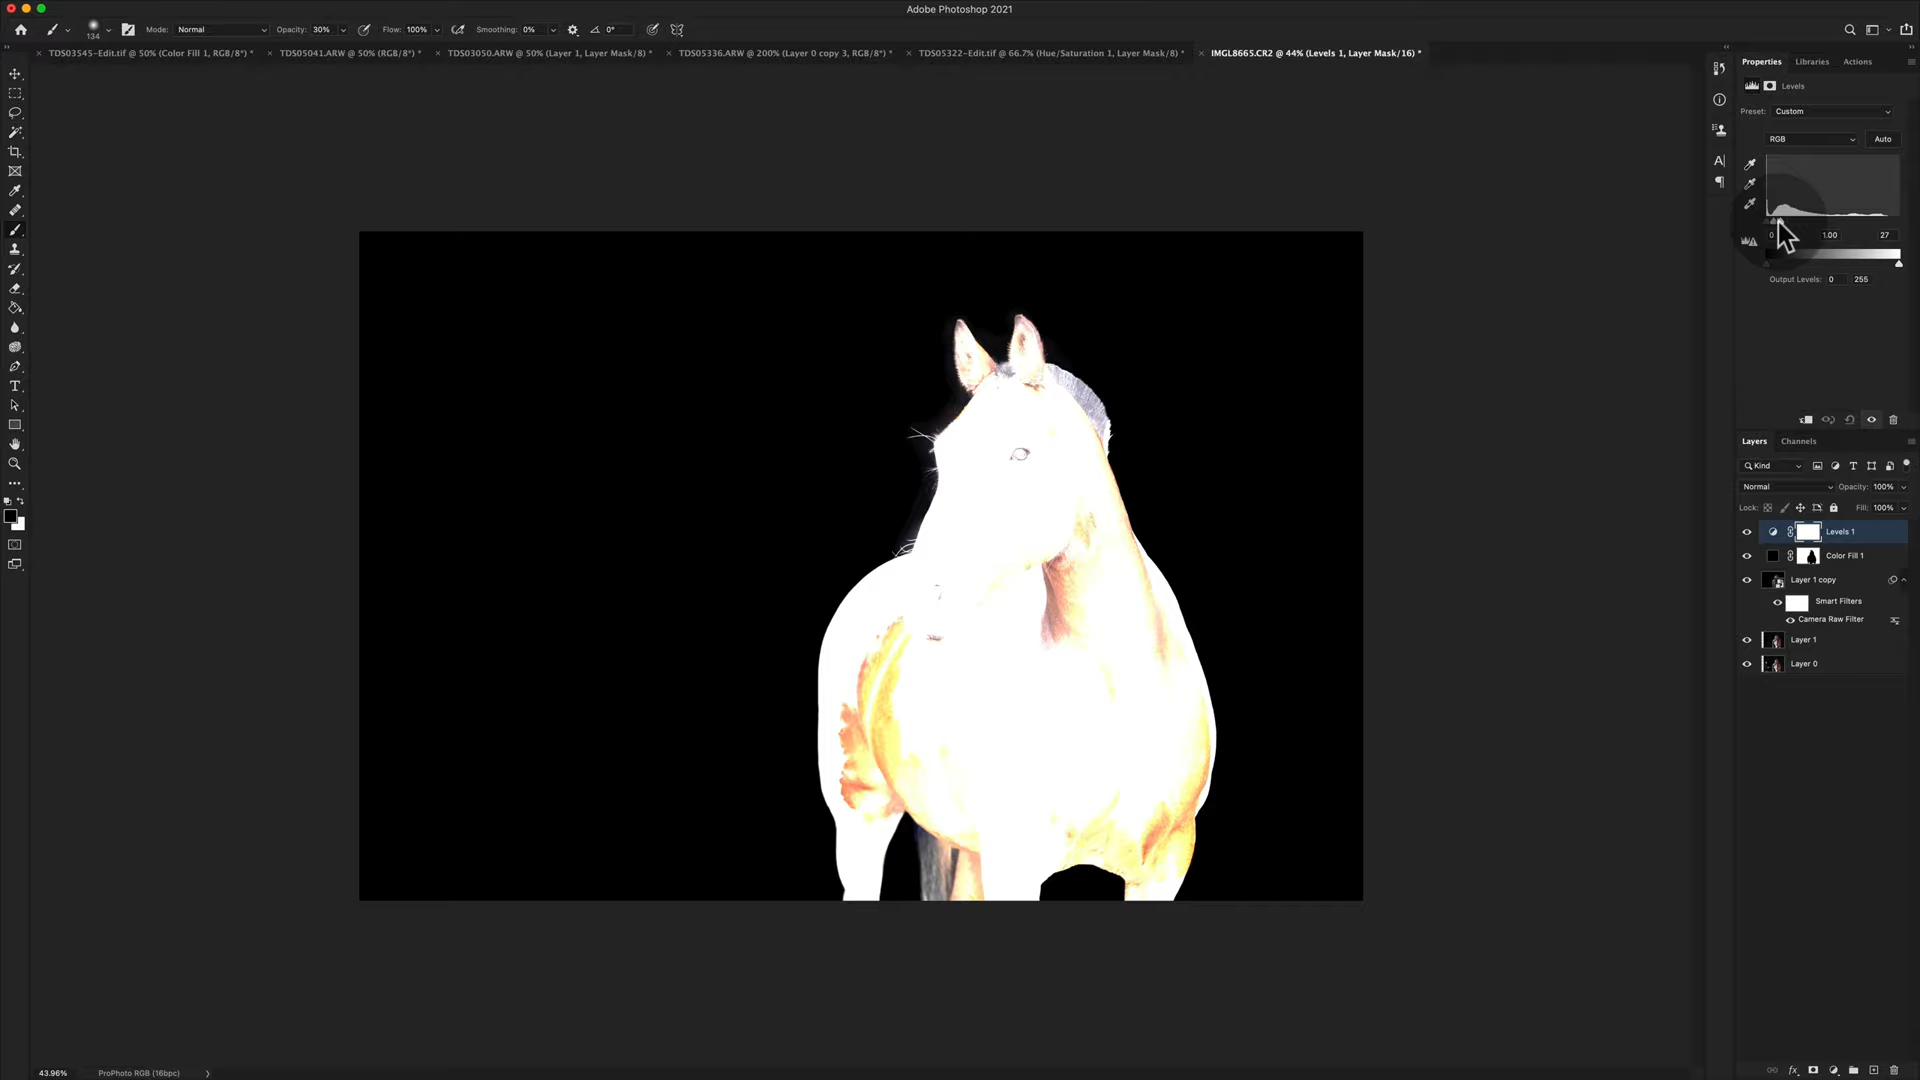 Adobe Photoshop 2021
134 Mode: Normal Opacity: 30% Flow: 100% Smoothing: 0% 0°
TDS03545-Edit.tif @ 50% (Color Fill 1, RGB/8*) * TDS05041.ARW @ 50% (RGB/8*) * TDS03050.ARW @ 50% (Layer 1, Layer Mask/8) * TDS05336.ARW @ 200% (Layer 0 copy 3, RGB/8*) * TDS05322-Edit.tif @ 66.7% (Hue/Saturation 1, Layer Mask/8) * IMGL8665.CR2 @ 44% (Levels 1, Layer Mask/16) *
Properties Libraries Actions
Levels
Preset: Custom
RGB Auto
0 1.00 27
Output Levels: 0 255
Layers Channels
Kind
Normal Opacity: 100%
Lock: Fill: 100%
Levels 1
Color Fill 1
Layer 1 copy
Smart Filters
Camera Raw Filter
Layer 1
Layer 0
43.96% ProPhoto RGB (16bpc)